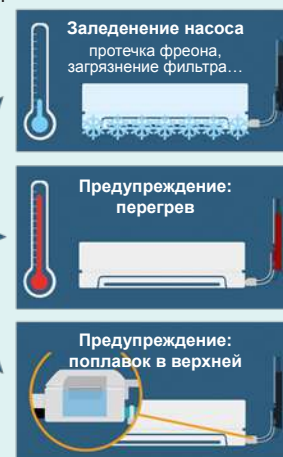 Заледенение насоса
протечка фреона,
загрязнение фильтра...
Предупреждение:
перегрев
Предупреждение:
поплавок в верхней